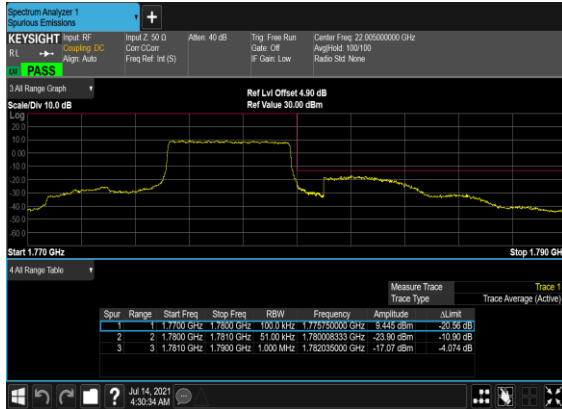 Spectrum Analyzer 1
Spurious Emissions
+
KEYSIGHT Input: RF Input Z: 50 Ω Atten: 40 dB Trig: Free Run Center Freq: 22.005000000 GHz
RL Coupling: DC Corr CCorr Gate: Off Avg|Hold: 100/100
Align: Auto Freq Ref: Int (S) IF Gain: Low Radio Std: None
PASS
3 All Range Graph
Ref Lvl Offset 4.90 dB
Scale/Div 10.0 dB Ref Value 30.00 dBm
Log
20.0
10.0
0.00
-10.0
-20.0
-30.0
-40.0
-50.0
-60.0
Start 1.770 GHz Stop 1.790 GH
4 All Range Table
Measure Trace Trace 1
Trace Type Trace Average (Active)
Spur Range Start Freq Stop Freq RBW Frequency Amplitude ΔLimit
1 1 1.7700 GHz 1.7800 GHz 100.0 kHz 1.775750000 GHz 9.445 dBm -20.56 dB
2 2 1.7800 GHz 1.7810 GHz 51.00 kHz 1.780008333 GHz -23.90 dBm -10.90 dB
3 3 1.7810 GHz 1.7900 GHz 1.000 MHz 1.782035000 GHz -17.07 dBm -4.074 dB
? Jul 14, 2021
4:30:34 AM